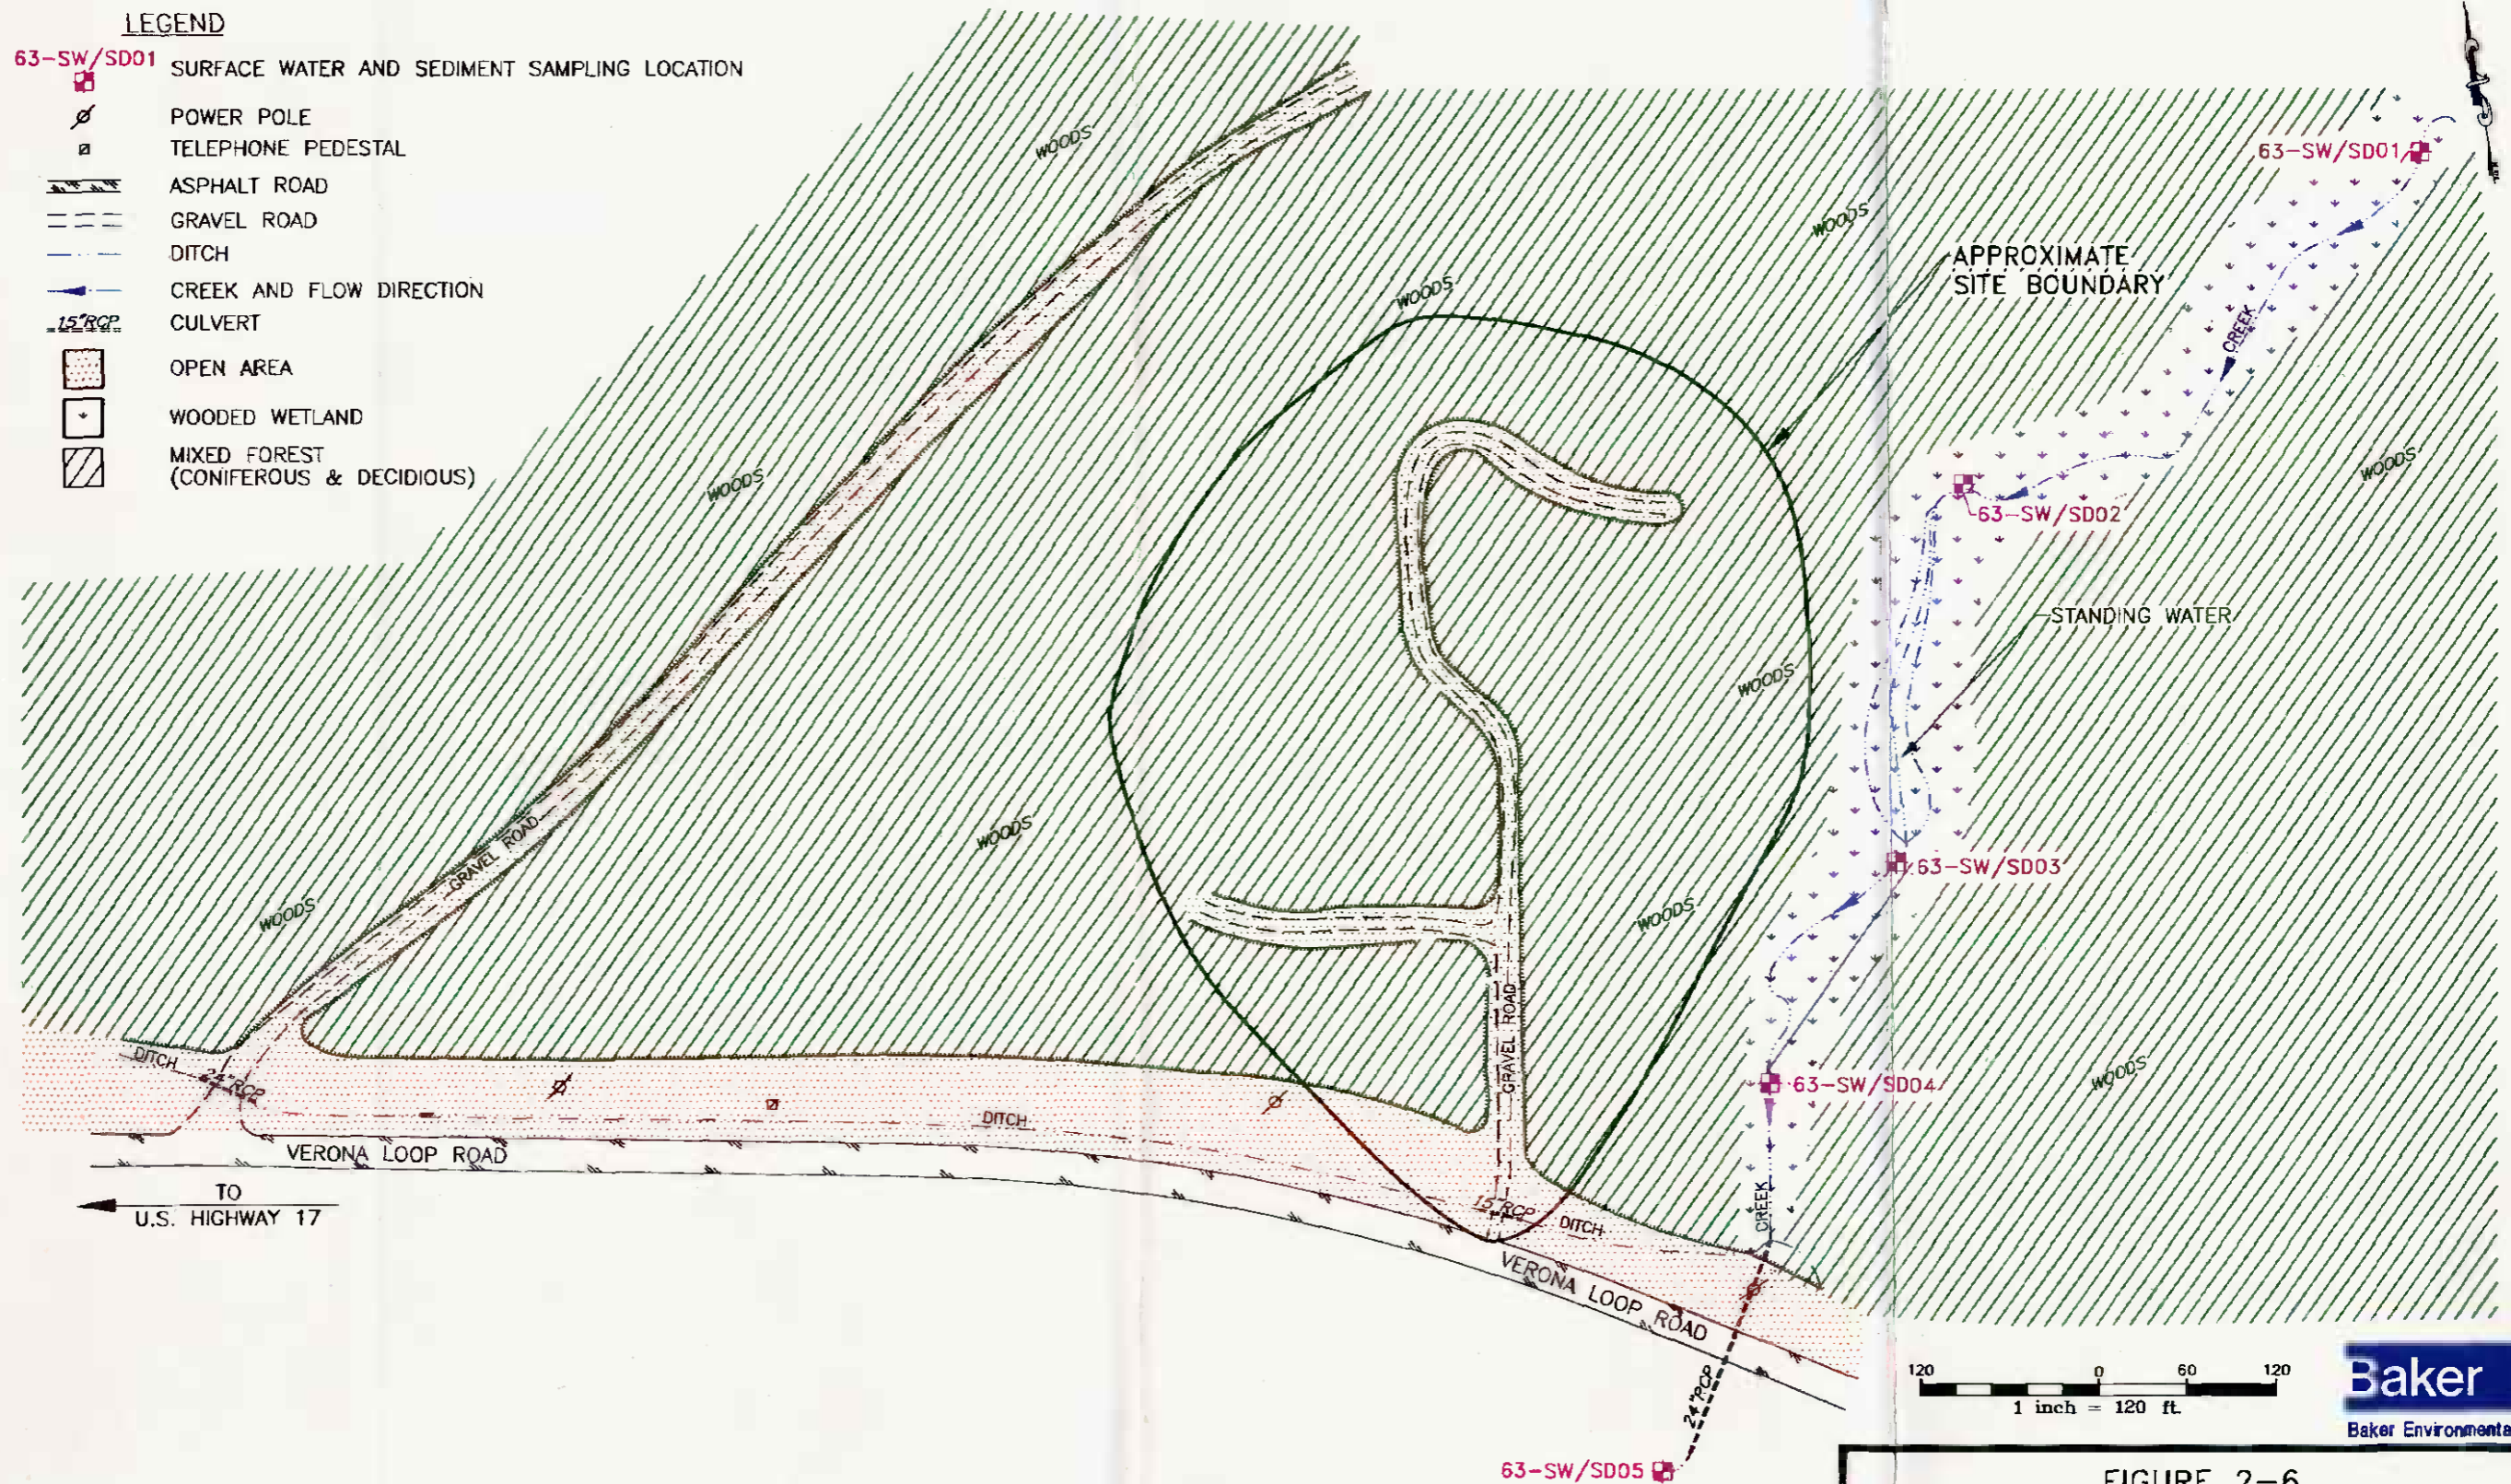 LEGEND
63-SW/SD01
SURFACE WATER AND SEDIMENT SAMPLING LOCATION
POWER POLE
TELEPHONE PEDESTAL
ASPHALT ROAD
GRAVEL ROAD
DITCH
CREEK AND FLOW DIRECTION
15"RCP
CULVERT
OPEN AREA
WOODED WETLAND
MIXED FOREST
(CONIFEROUS & DECIDIOUS)
WOODS
63-SW/SD01
WOODS
APPROXIMATE
SITE BOUNDARY
WOODS
CREEK
WOODS
WOODS
63-SW/SD02
STANDING WATER
WOODS
GRAVEL ROAD
WOODS
63-SW/SD03
WOODS
WOODS
GRAVEL ROAD
DITCH
24"RCP
63-SW/SD04
WOODS
DITCH
VERONA LOOP ROAD
TO
U.S. HIGHWAY 17
15"RCP
DITCH
CREEK
VERONA LOOP ROAD
24"RCP
120 0 60 120
1 inch = 120 ft.
Baker
Baker Environmenta
63-SW/SD05
FIGURE 2-6